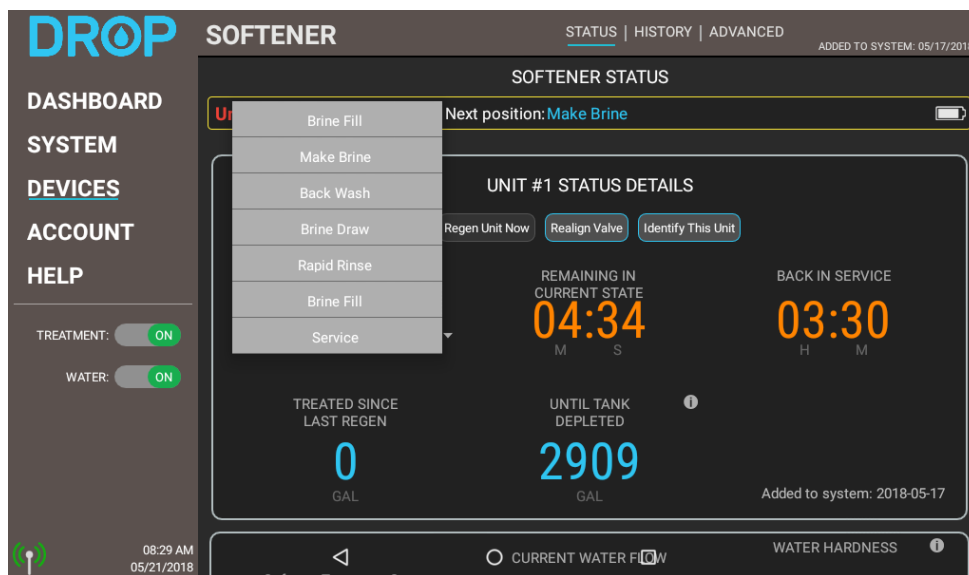 DROP
DASHBOARD
SYSTEM
DEVICES
ACCOUNT
HELP
TREATMENT: ON
WATER: ON
08:29 AM
05/21/2018
SOFTENER
STATUS | HISTORY | ADVANCED
ADDED TO SYSTEM: 05/17/201
SOFTENER STATUS
Next position: Make Brine
Brine Fill
Make Brine
Back Wash
Brine Draw
Rapid Rinse
Brine Fill
Service
UNIT #1 STATUS DETAILS
Regen Unit Now
Realign Valve
Identify This Unit
REMAINING IN
CURRENT STATE
04:34
M S
BACK IN SERVICE
03:30
H M
TREATED SINCE
LAST REGEN
0
GAL
UNTIL TANK
DEPLETED
2909
GAL
Added to system: 2018-05-17
CURRENT WATER FLOW
WATER HARDNESS